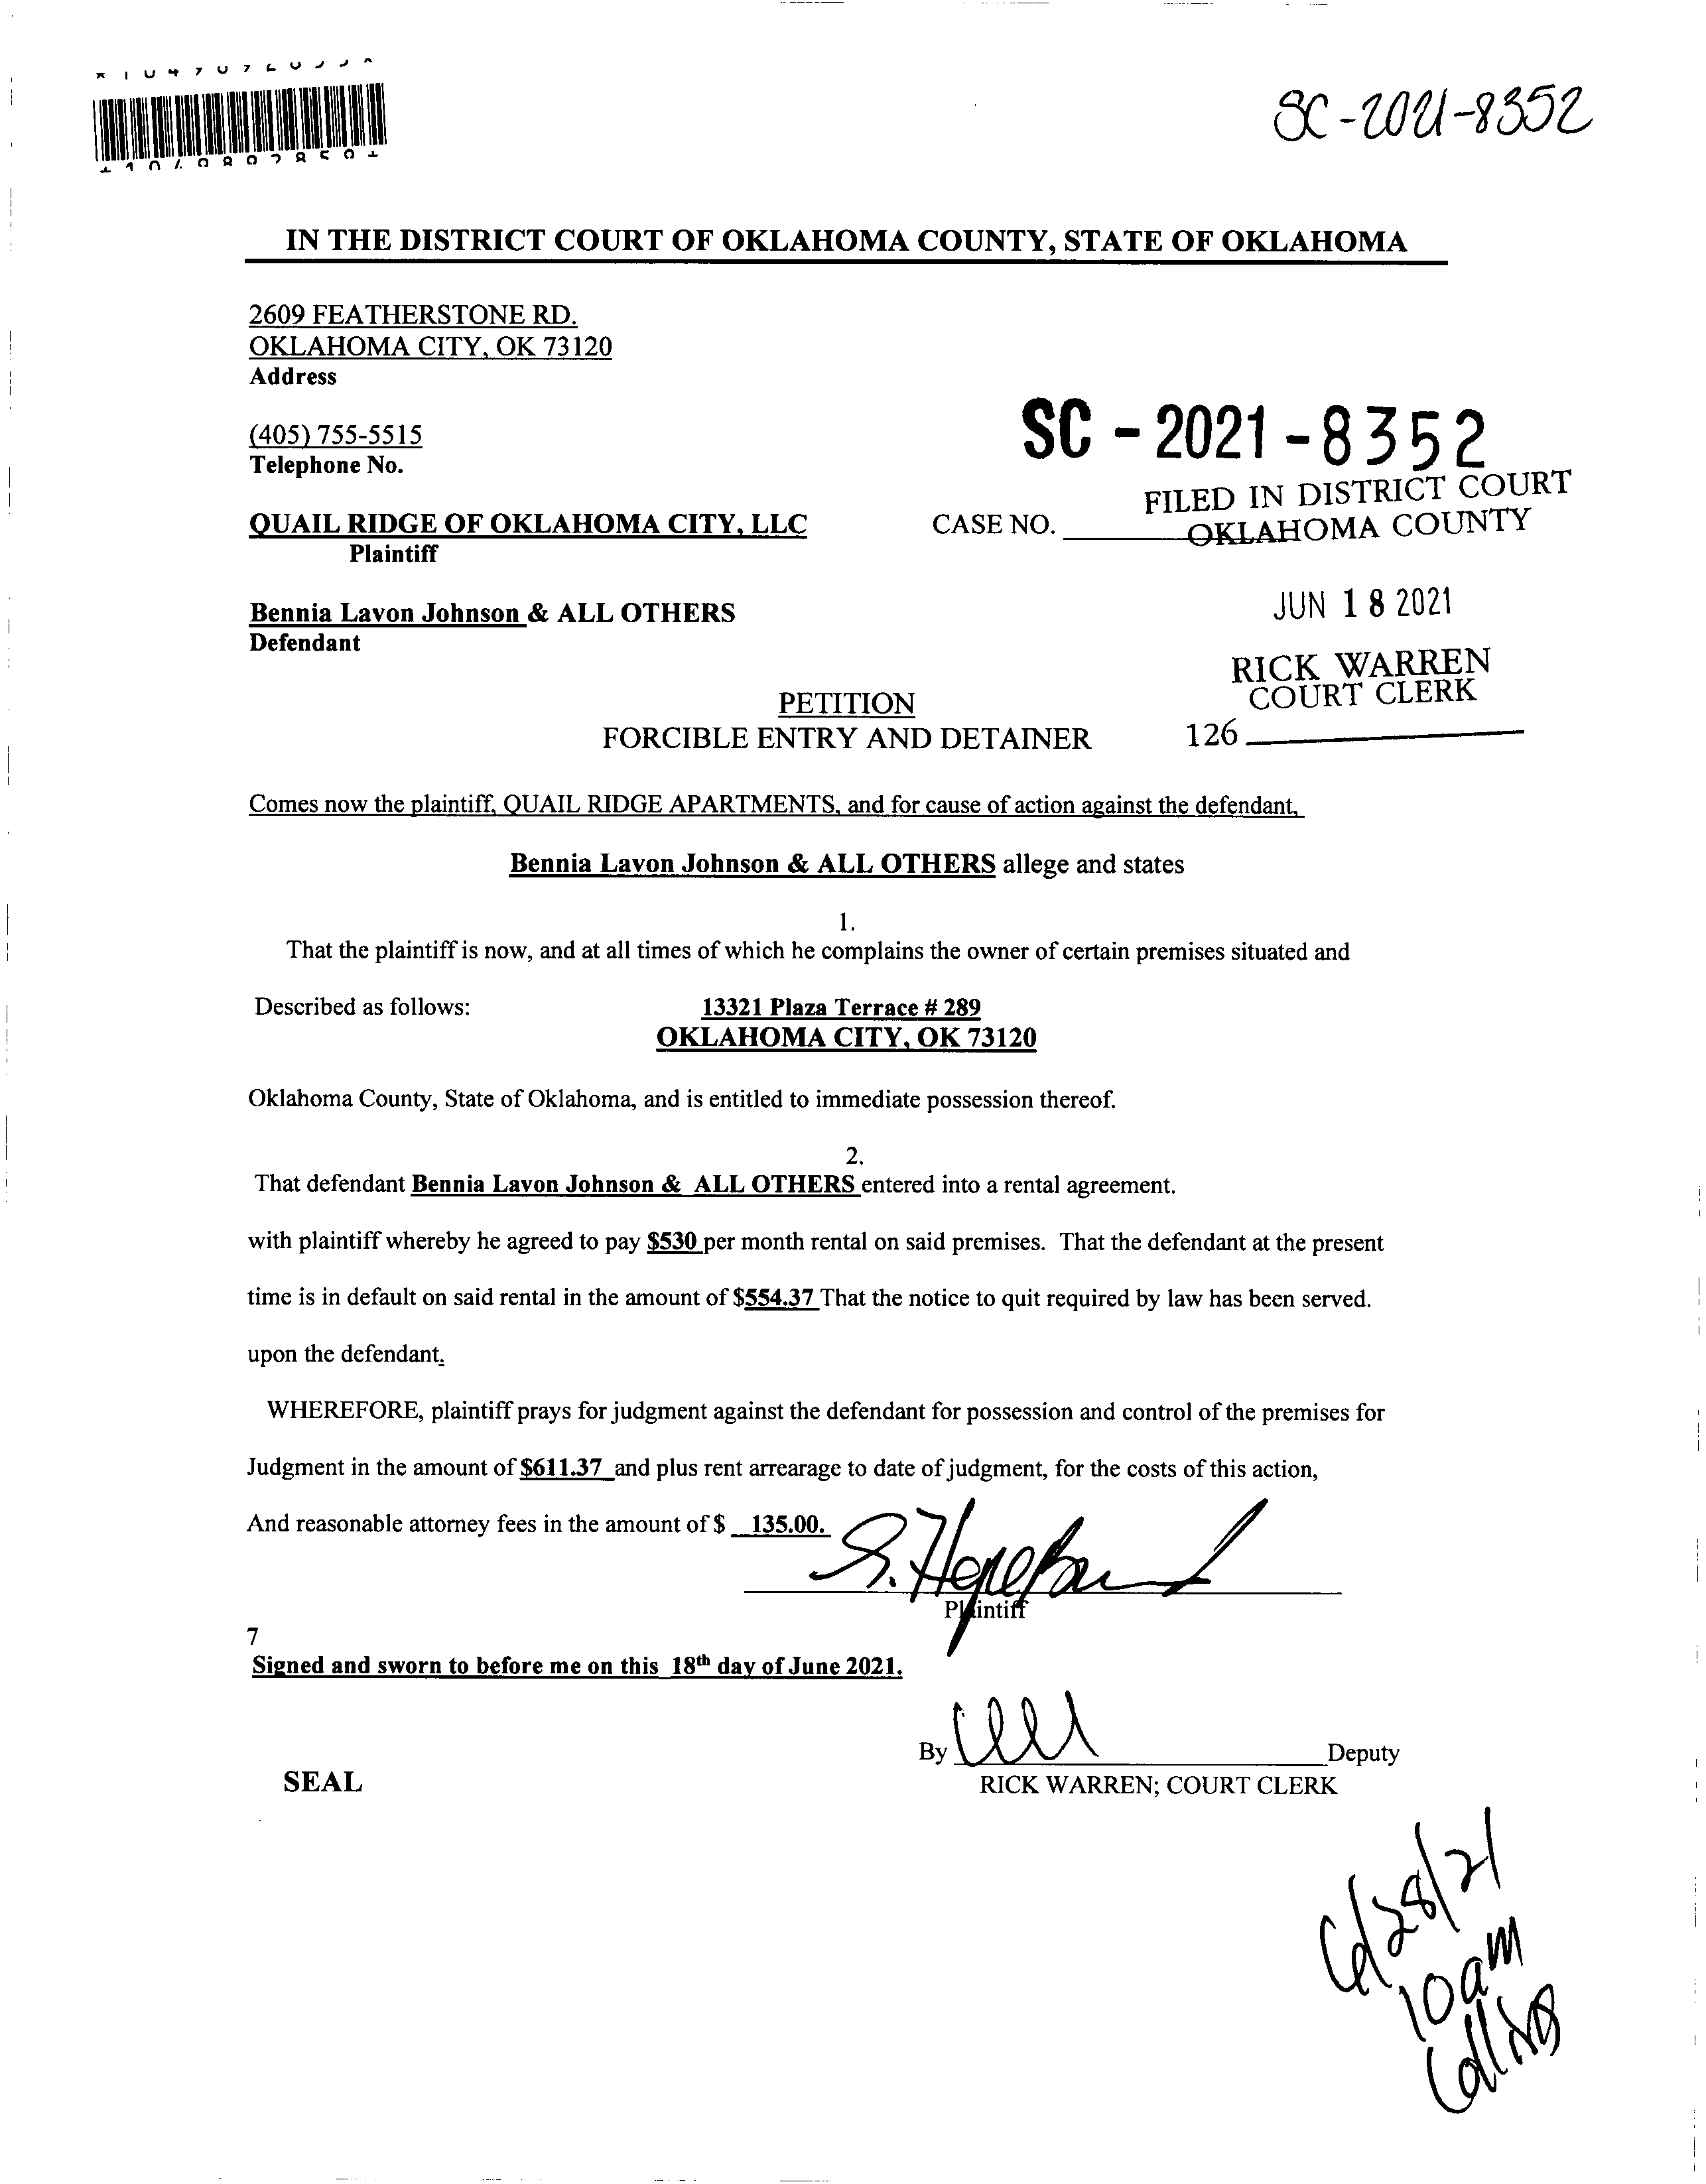 SC-2021-8352
IN THE DISTRICT COURT OF OKLAHOMA COUNTY, STATE OF OKLAHOMA
2609 FEATHERSTONE RD.
OKLAHOMA CITY, OK 73120
Address
(405) 755-5515
Telephone No.
SC - 2021 - 8352
FILED IN DISTRICT COURT
OKLAHOMA COUNTY
QUAIL RIDGE OF OKLAHOMA CITY, LLC CASE NO.
Plaintiff
JUN 18 2021
Bennia Lavon Johnson & ALL OTHERS
Defendant
RICK WARREN
COURT CLERK
126
PETITION
FORCIBLE ENTRY AND DETAINER
Comes now the plaintiff, QUAIL RIDGE APARTMENTS, and for cause of action against the defendant,
Bennia Lavon Johnson & ALL OTHERS allege and states
1.
That the plaintiff is now, and at all times of which he complains the owner of certain premises situated and
Described as follows: 13321 Plaza Terrace # 289
OKLAHOMA CITY, OK 73120
Oklahoma County, State of Oklahoma, and is entitled to immediate possession thereof.
2.
That defendant Bennia Lavon Johnson & ALL OTHERS entered into a rental agreement.
with plaintiff whereby he agreed to pay $530 per month rental on said premises. That the defendant at the present
time is in default on said rental in the amount of $554.37 That the notice to quit required by law has been served.
upon the defendant.
WHEREFORE, plaintiff prays for judgment against the defendant for possession and control of the premises for
Judgment in the amount of $611.37 and plus rent arrearage to date of judgment, for the costs of this action,
And reasonable attorney fees in the amount of $ 135.00.
Plaintiff
7
Signed and sworn to before me on this 18th day of June 2021.
By Deputy
RICK WARREN; COURT CLERK
SEAL
6/28/21
10am